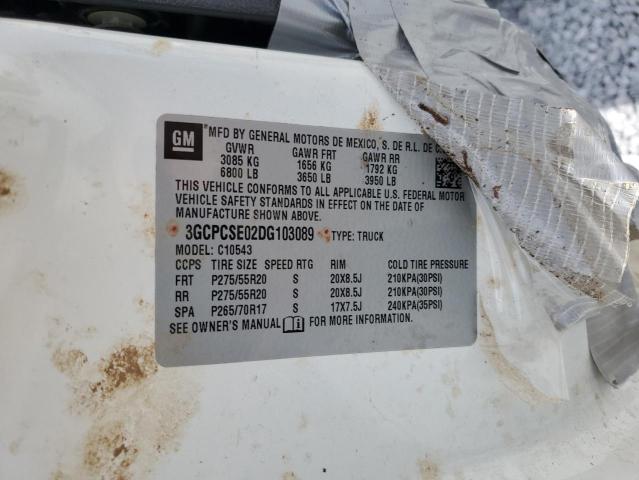 GM
MFD BY GENERAL MOTORS DE MEXICO, S. DE R.L. DE C
GVWR GAWR FRT GAWR RR
3085 KG 1656 KG 1792 KG
6800 LB 3650 LB 3950 LB
THIS VEHICLE CONFORMS TO ALL APPLICABLE U.S. FEDERAL MOTOR
VEHICLE SAFETY STANDARDS IN EFFECT ON THE DATE OF
MANUFACTURE SHOWN ABOVE.
3GCPCSE02DG103089 TYPE: TRUCK
MODEL: C10543
CCPS TIRE SIZE SPEED RTG RIM COLD TIRE PRESSURE
FRT P275/55R20 S 20X8.5J 210KPA(30PSI)
RR P275/55R20 S 20X8.5J 210KPA(30PSI)
SPA P265/70R17 S 17X7.5J 240KPA(35PSI)
SEE OWNER'S MANUAL FOR MORE INFORMATION.